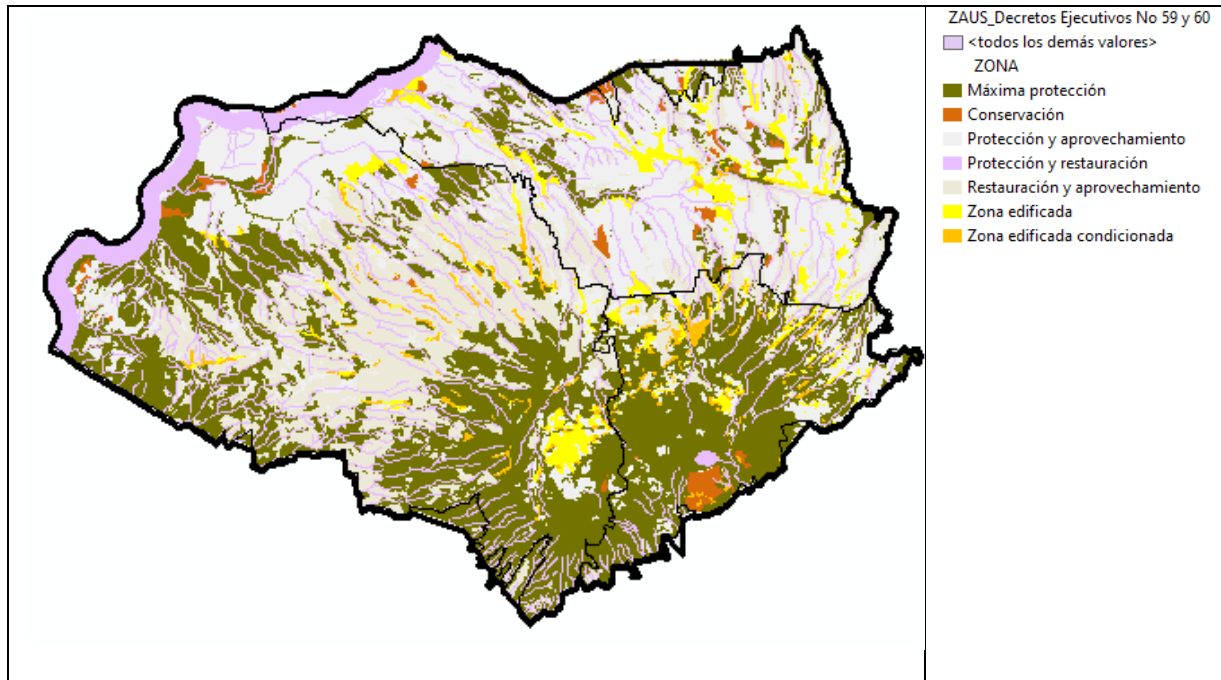 ZAUS_Decretos Ejecutivos No 59 y 60
<todos los demás valores>
ZONA
Máxima protección
Conservación
Protección y aprovechamiento
Protección y restauración
Restauración y aprovechamiento
Zona edificada
Zona edificada condicionada